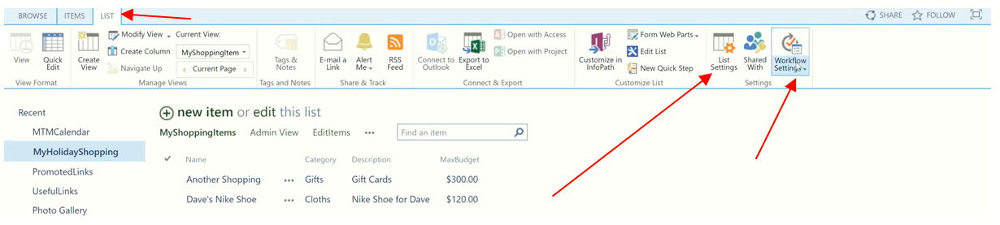 BROWSE ITEMS LIST SHARE FOLLOW
View
Quick Edit
View Format
Create View
Modify View
Create Column
Navigate Up
Current View:
MyShoppingItem
Current Page
Manage Views
Tags & Notes
Tags and Notes
E-mail a Link
Alert Me
RSS Feed
Share & Track
Connect to Outlook
Export to Excel
Open with Access
Open with Project
Connect & Export
Customize in InfoPath
Form Web Parts
Edit List
New Quick Step
Customize List
List Settings
Shared With
Workflow Settings
Settings
Recent
MTMCalendar
MyHolidayShopping
PromotedLinks
UsefulLinks
Photo Gallery
new item or edit this list
MyShoppingItems Admin View EditItems ••• Find an item
Name Category Description MaxBudget
Another Shopping ••• Gifts Gift Cards $300.00
Dave's Nike Shoe ••• Cloths Nike Shoe for Dave $120.00